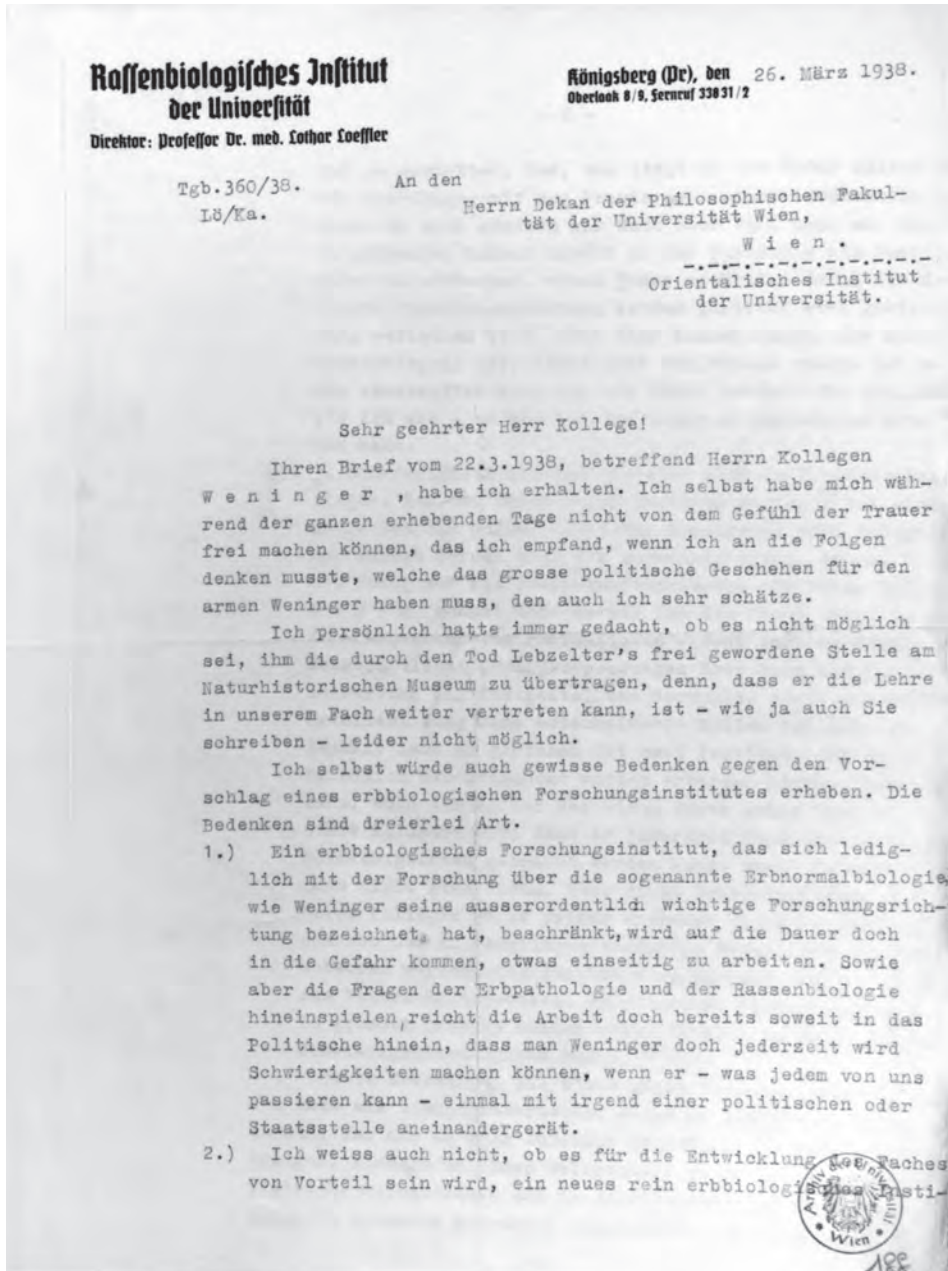 Rassenbiologisches Institut
der Universität
Direktor: Professor Dr. med. Lothar Loeffler
Königsberg (Pr), den 26. März 1938.
Oberlaak 8/9, Fernruf 33831/2
Tgb.360/38.
Lö/Ka.
An den
Herrn Dekan der Philosophischen Fakul-
tät der Universität Wien,
W i e n .
-.-.-.-.-.-.-.-.-.-.-
Orientalisches Institut
der Universität.
Sehr geehrter Herr Kollege!
Ihren Brief vom 22.3.1938, betreffend Herrn Kollegen
W e n i n g e r , habe ich erhalten. Ich selbst habe mich wäh-
rend der ganzen erhebenden Tage nicht von dem Gefühl der Trauer
frei machen können, das ich empfand, wenn ich an die Folgen
denken musste, welche das grosse politische Geschehen für den
armen Weninger haben muss, den auch ich sehr schätze.
Ich persönlich hatte immer gedacht, ob es nicht möglich
sei, ihm die durch den Tod Lebzelter's frei gewordene Stelle am
Naturhistorischen Museum zu übertragen, denn, dass er die Lehre
in unserem Fach weiter vertreten kann, ist - wie ja auch Sie
schreiben - leider nicht möglich.
Ich selbst würde auch gewisse Bedenken gegen den Vor-
schlag eines erbbiologischen Forschungsinstitutes erheben. Die
Bedenken sind dreierlei Art.
1.) Ein erbbiologisches Forschungsinstitut, das sich ledig-
lich mit der Forschung über die sogenannte Erbnormalbiologie,
wie Weninger seine ausserordentlich wichtige Forschungsrich-
tung bezeichnet, hat, beschränkt, wird auf die Dauer doch
in die Gefahr kommen, etwas einseitig zu arbeiten. Sowie
aber die Fragen der Erbpathologie und der Rassenbiologie
hineinspielen, reicht die Arbeit doch bereits soweit in das
Politische hinein, dass man Weninger doch jederzeit wird
Schwierigkeiten machen können, wenn er - was jedem von uns
passieren kann - einmal mit irgend einer politischen oder
Staatsstelle aneinandergerät.
2.) Ich weiss auch nicht, ob es für die Entwicklung des Faches
von Vorteil sein wird, ein neues rein erbbiologisches Insti-
Archiv der Universität
Wien
188